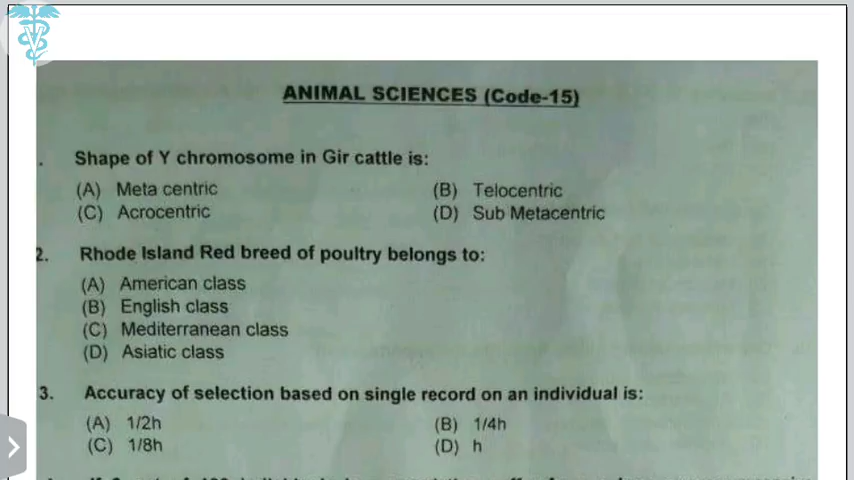 ANIMAL SCIENCES (Code-15)
. Shape of Y chromosome in Gir cattle is:
(A) Meta centric (B) Telocentric
(C) Acrocentric (D) Sub Metacentric
2. Rhode Island Red breed of poultry belongs to:
(A) American class
(B) English class
(C) Mediterranean class
(D) Asiatic class
3. Accuracy of selection based on single record on an individual is:
(A) 1/2h (B) 1/4h
(C) 1/8h (D) h